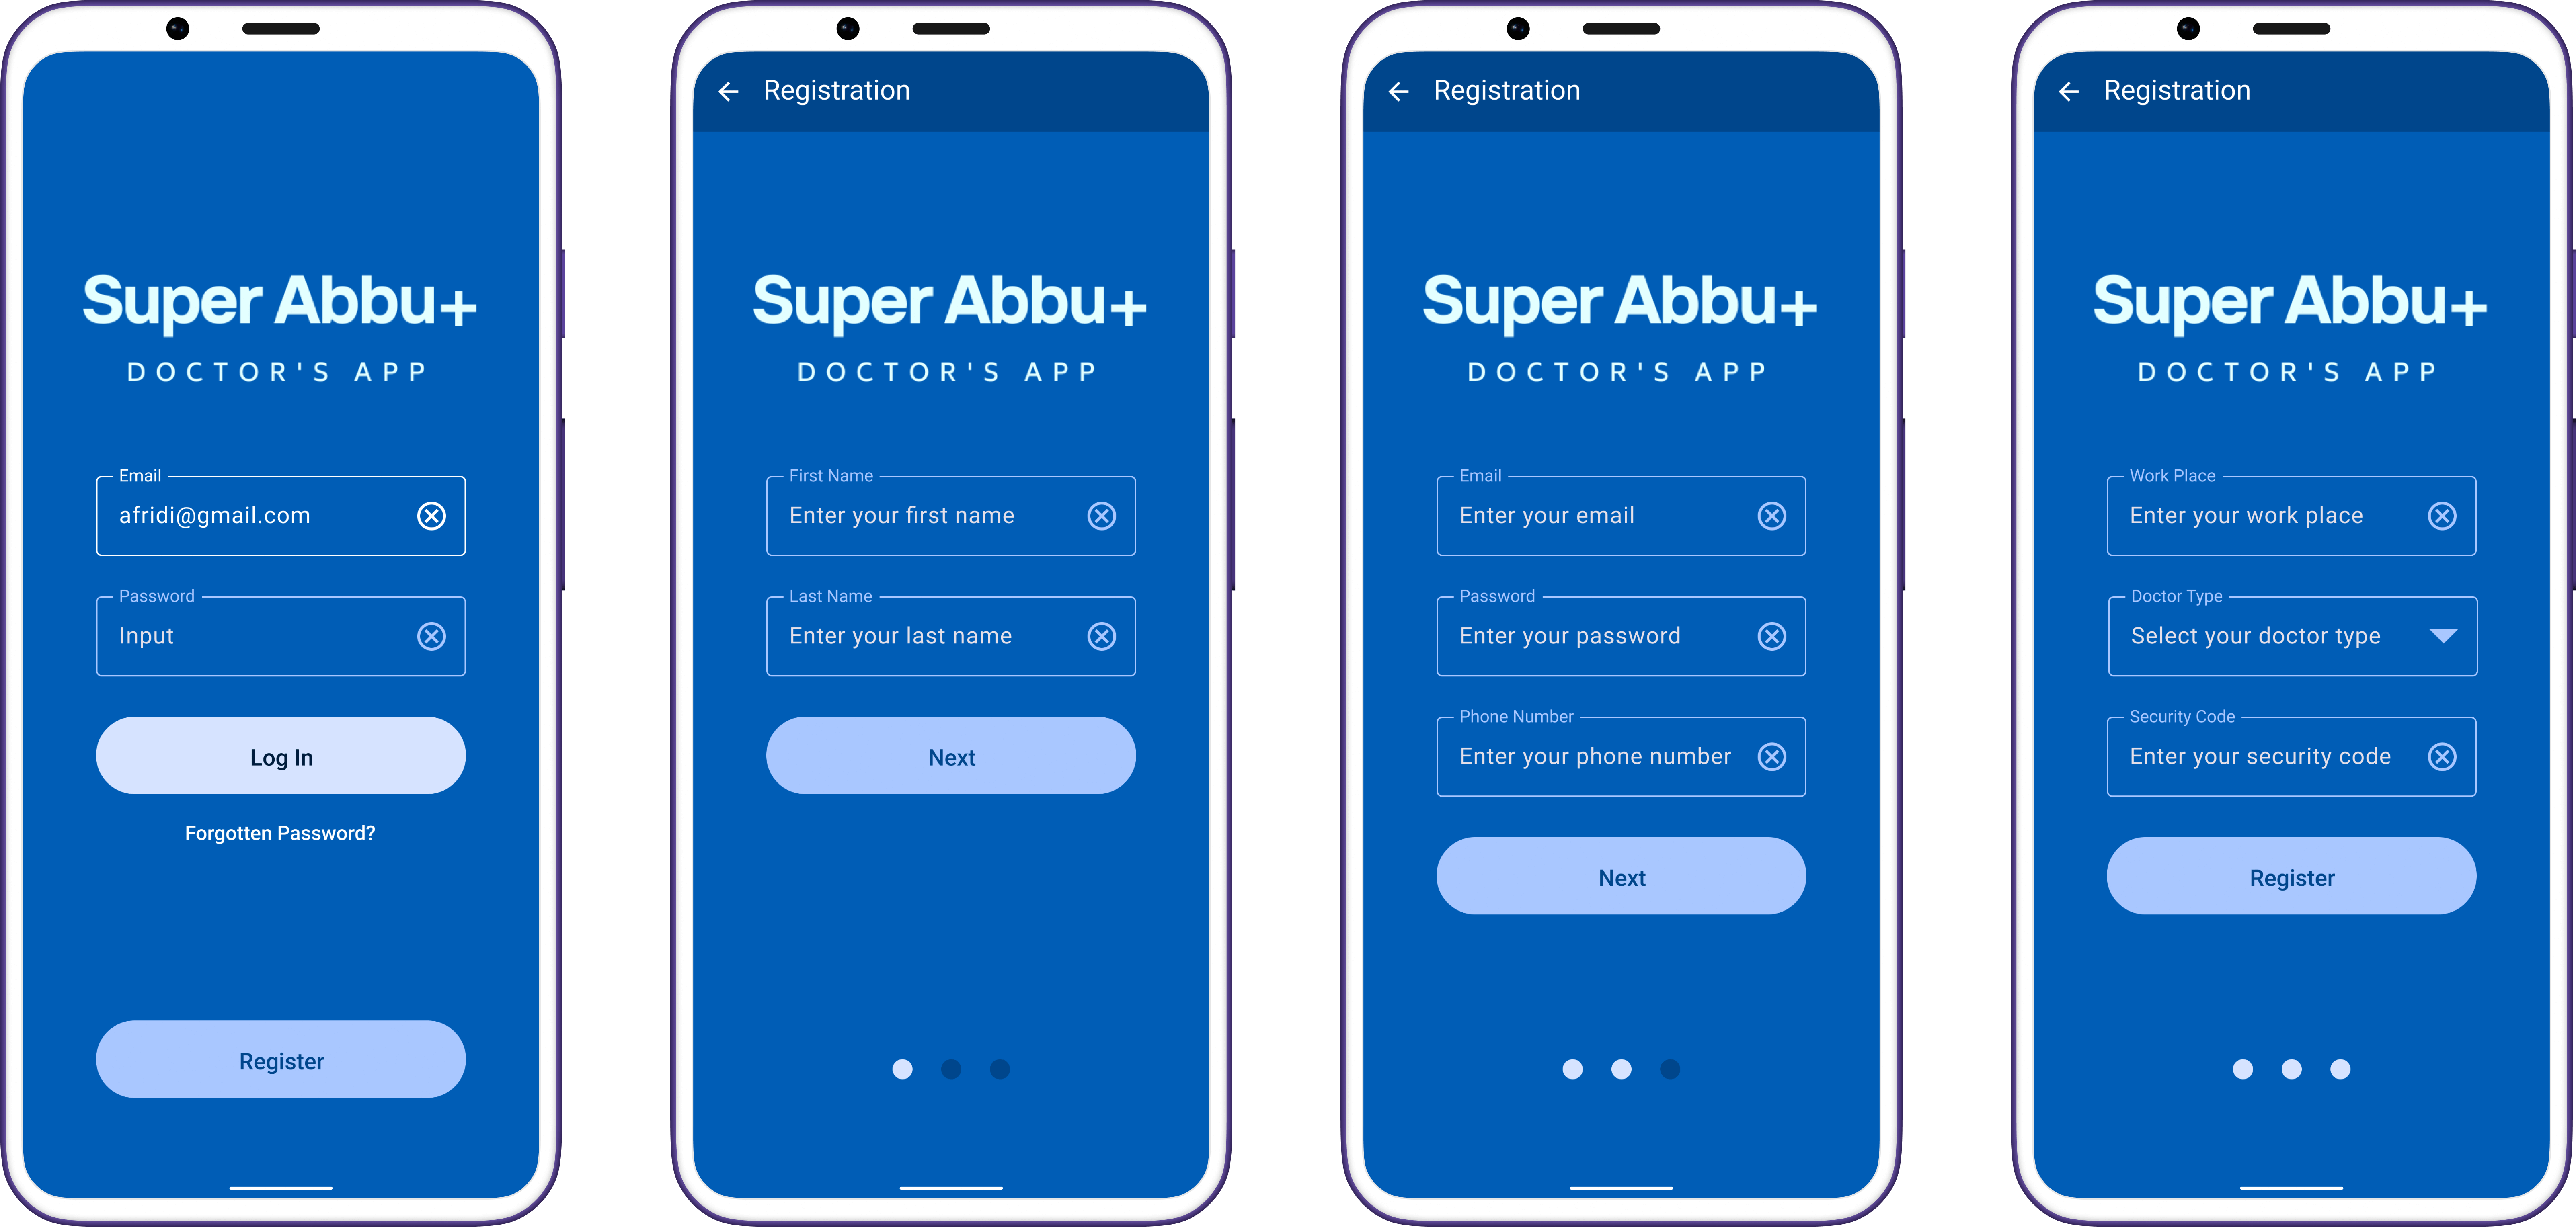 Super Abbu+
DOCTOR'S APP
Email
afridi@gmail.com
Password
Input
Log In
Forgotten Password?
Register
Registration
Super Abbu+
DOCTOR'S APP
First Name
Enter your first name
Last Name
Enter your last name
Next
Registration
Super Abbu+
DOCTOR'S APP
Email
Enter your email
Password
Enter your password
Phone Number
Enter your phone number
Next
Registration
Super Abbu+
DOCTOR'S APP
Work Place
Enter your work place
Doctor Type
Select your doctor type
Security Code
Enter your security code
Register